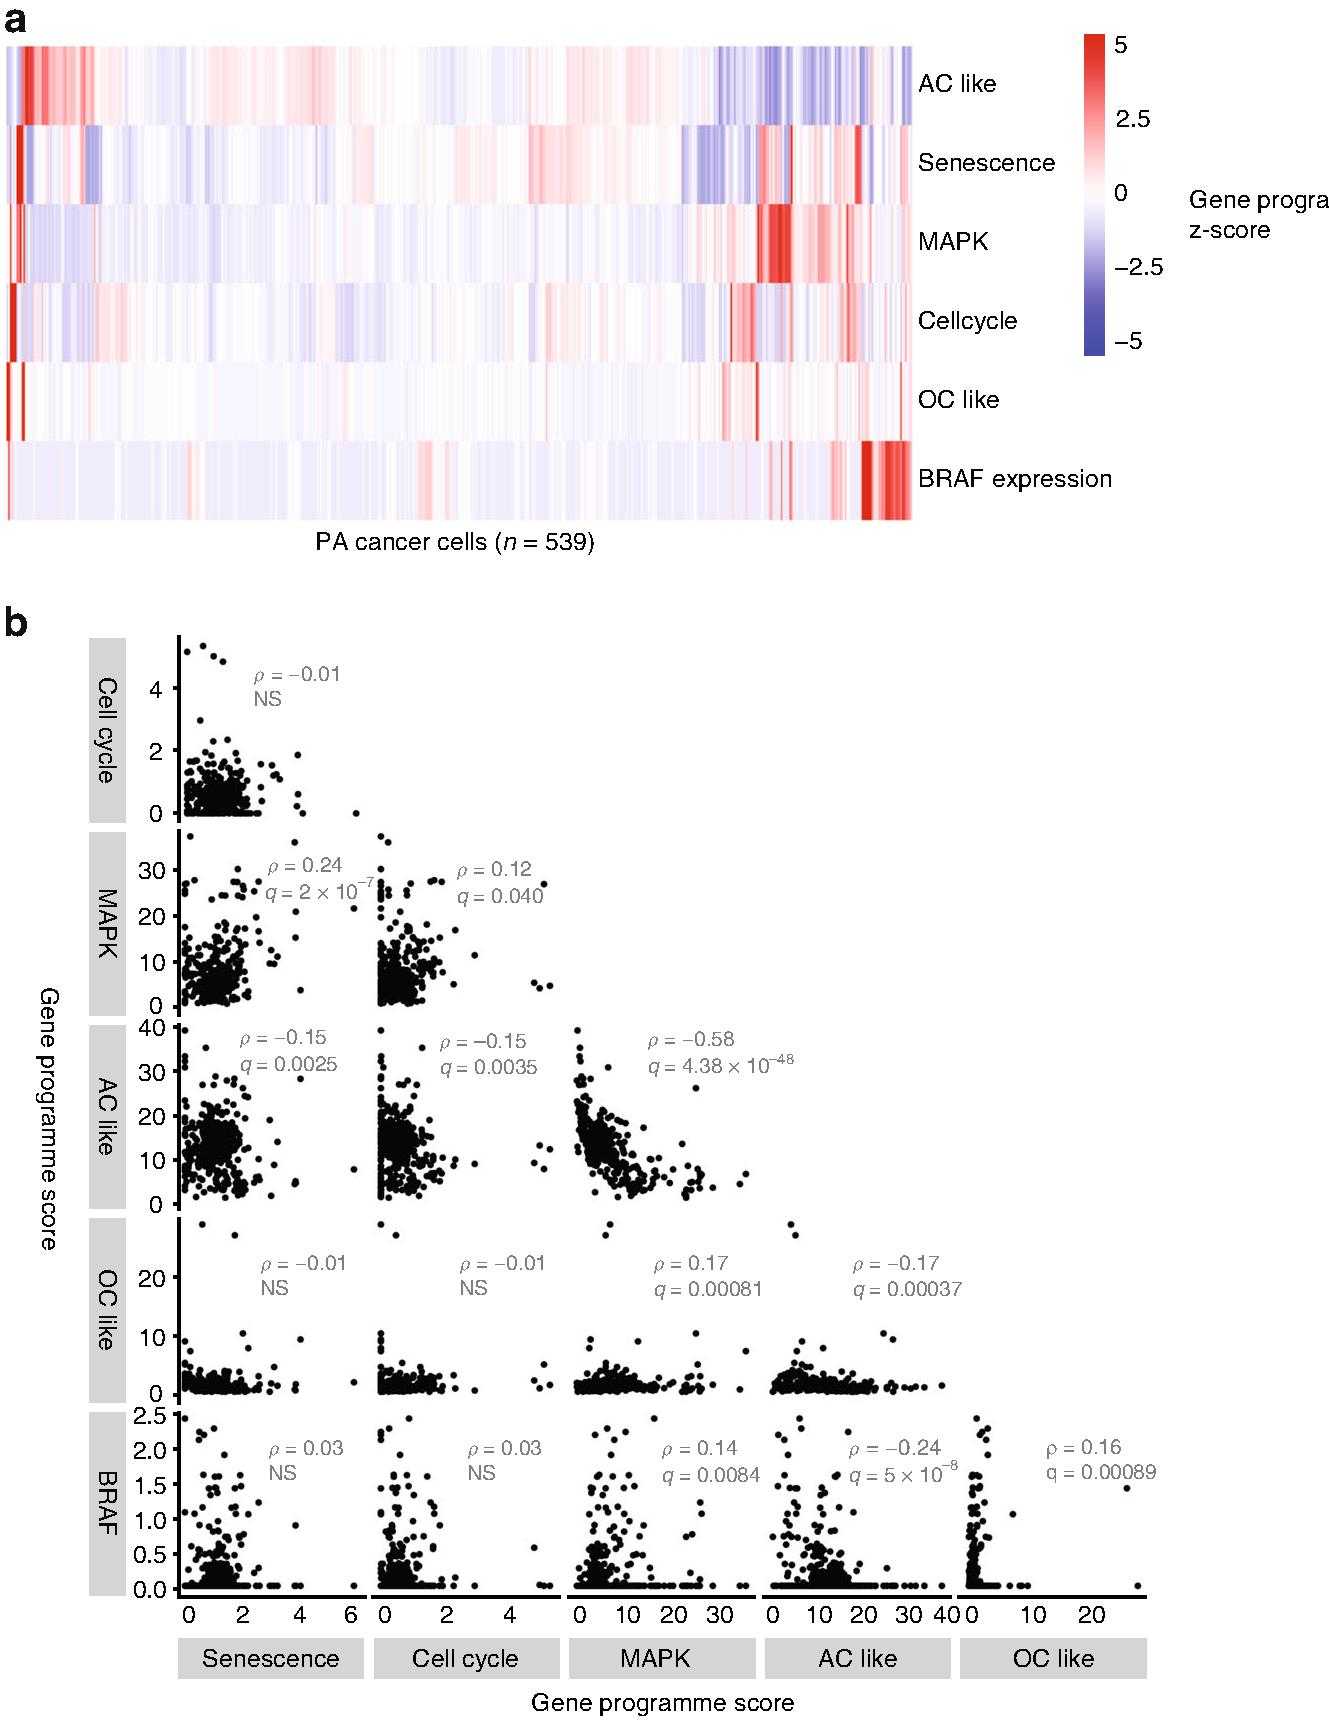 a
AC like
Senescence
MAPK
Cellcycle
OC like
BRAF expression
5
2.5
0
−2.5
−5
Gene progra
z-score
PA cancer cells (n = 539)
b
Gene programme score
Cell cycle
4
2
0
ρ = −0.01
NS
MAPK
30
20
10
0
ρ = 0.24
q = 2 × 10⁻⁷
ρ = 0.12
q = 0.040
AC like
40
30
20
10
0
ρ = −0.15
q = 0.0025
ρ = −0.15
q = 0.0035
ρ = −0.58
q = 4.38 × 10⁻⁴⁸
OC like
20
10
0
ρ = −0.01
NS
ρ = −0.01
NS
ρ = 0.17
q = 0.00081
ρ = −0.17
q = 0.00037
BRAF
2.5
2.0
1.5
1.0
0.5
0.0
ρ = 0.03
NS
ρ = 0.03
NS
ρ = 0.14
q = 0.0084
ρ = −0.24
q = 5 × 10⁻⁸
ρ = 0.16
q = 0.00089
0 2 4 6
0 2 4
0 10 20 30
0 10 20 30 40
0 10 20
Senescence
Cell cycle
MAPK
AC like
OC like
Gene programme score